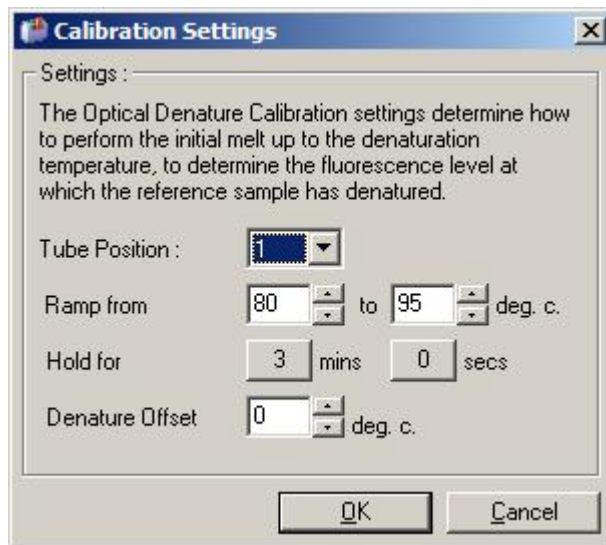 Calibration Settings
Settings :
The Optical Denature Calibration settings determine how
to perform the initial melt up to the denaturation
temperature, to determine the fluorescence level at
which the reference sample has denatured.
Tube Position : 1
Ramp from 80 to 95 deg. c.
Hold for 3 mins 0 secs
Denature Offset 0 deg. c.
OK Cancel